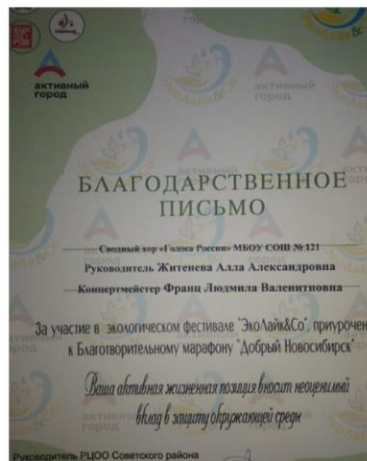 активный
город
БЛАГОДАРСТВЕННОЕ
ПИСЬМО
Сводный хор «Голоса России» МБОУ СОШ № 121
Руководитель Житенева Алла Александровна
Концертмейстер Франц Людмила Валентиновна
За участие в экологическом фестивале "ЭкоЛайк&Co", приурочен
к Благотворительному марафону "Добрый Новосибирск"
Ваша активная жизненная позиция вносит неоценимый
вклад в защиту окружающей среды
Руководитель РЦОО Советского района